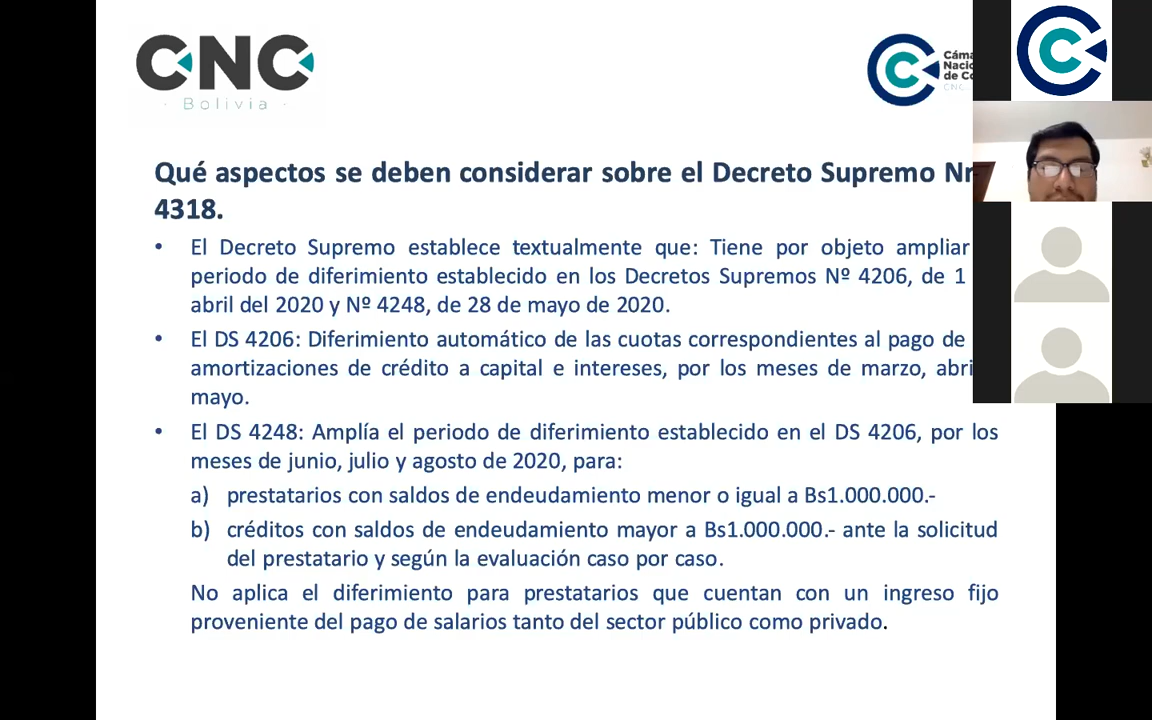 CNC
· Bolivia ·
Qué aspectos se deben considerar sobre el Decreto Supremo
4318.
• El Decreto Supremo establece textualmente que: Tiene por objeto ampliar
periodo de diferimiento establecido en los Decretos Supremos Nº 4206, de 1
abril del 2020 y Nº 4248, de 28 de mayo de 2020.
• El DS 4206: Diferimiento automático de las cuotas correspondientes al pago de
amortizaciones de crédito a capital e intereses, por los meses de marzo, abri
mayo.
• El DS 4248: Amplía el periodo de diferimiento establecido en el DS 4206, por los
meses de junio, julio y agosto de 2020, para:
a) prestatarios con saldos de endeudamiento menor o igual a Bs1.000.000.-
b) créditos con saldos de endeudamiento mayor a Bs1.000.000.- ante la solicitud
del prestatario y según la evaluación caso por caso.
No aplica el diferimiento para prestatarios que cuentan con un ingreso fijo
proveniente del pago de salarios tanto del sector público como privado.